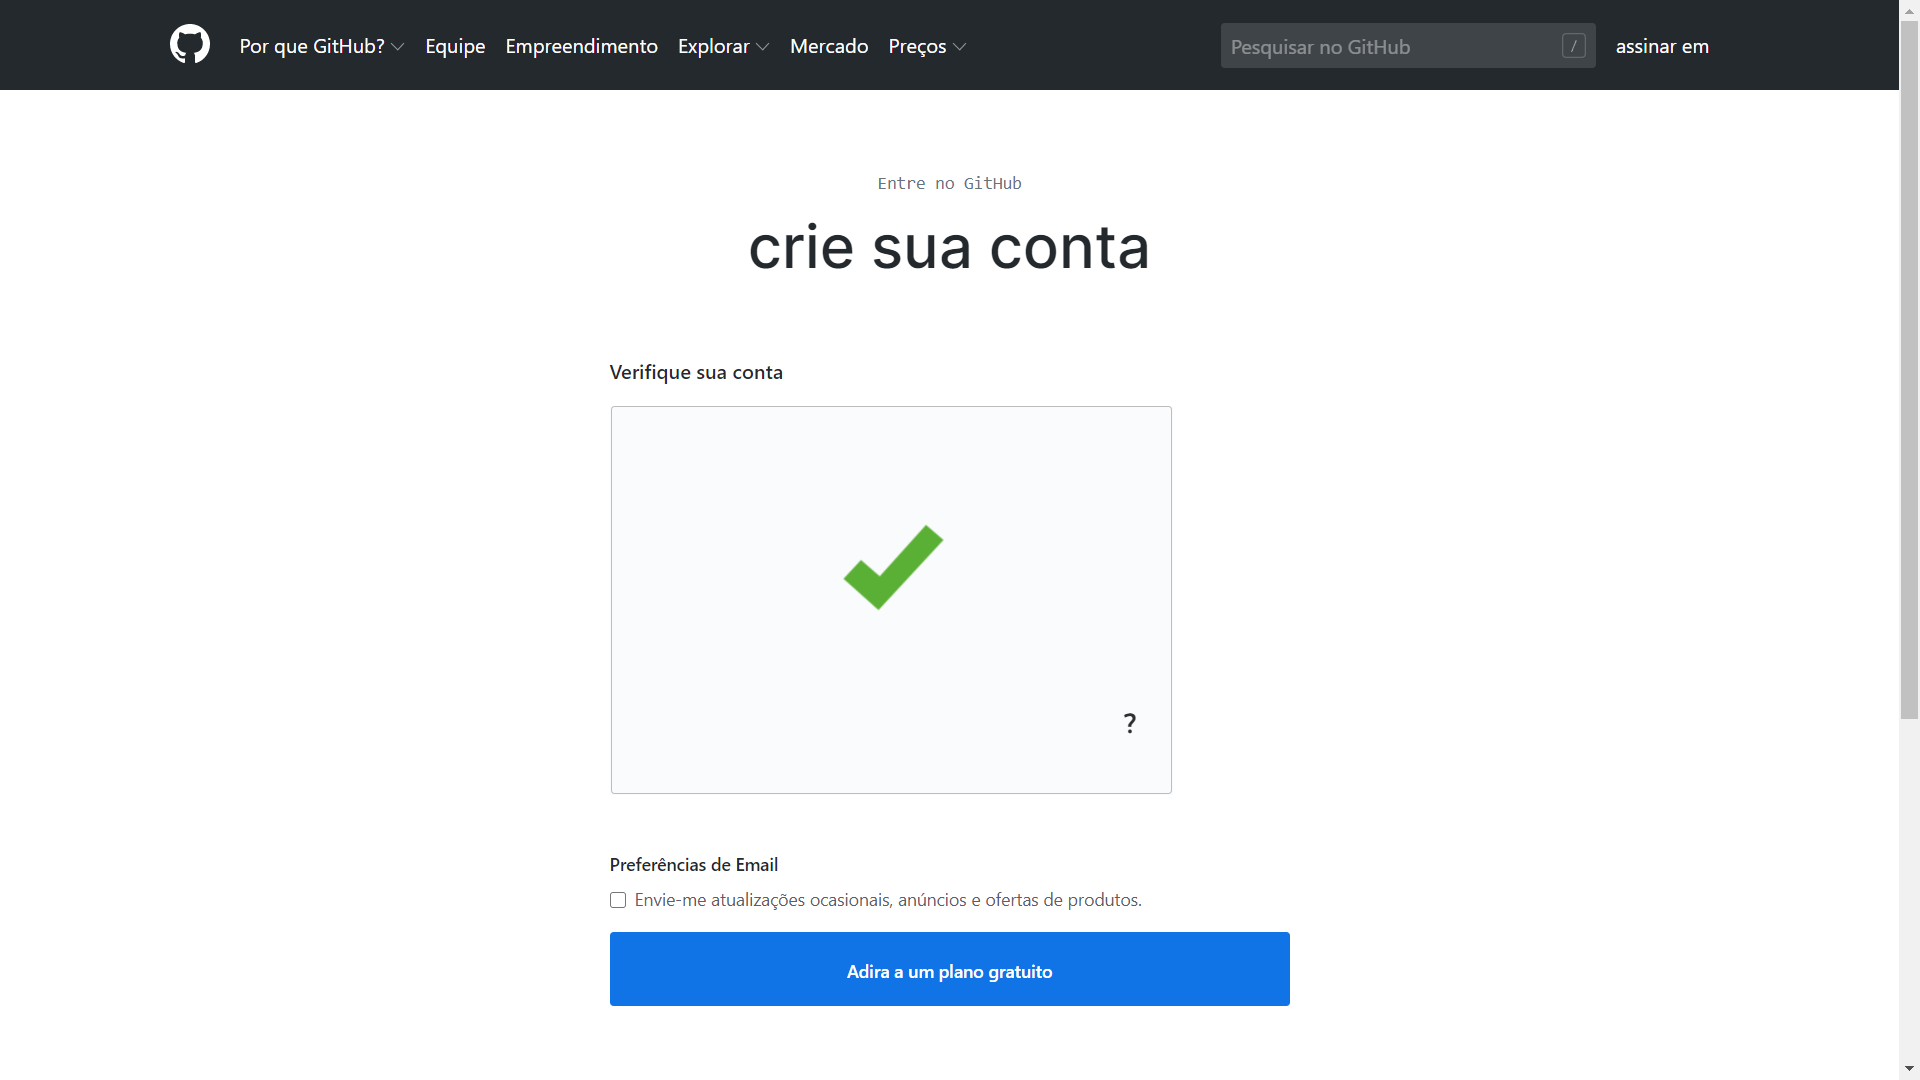 Por que GitHub? Equipe Empreendimento Explorar Mercado Preços Pesquisar no GitHub / assinar em
Entre no GitHub
crie sua conta
Verifique sua conta
?
Preferências de Email
Envie-me atualizações ocasionais, anúncios e ofertas de produtos.
Adira a um plano gratuito